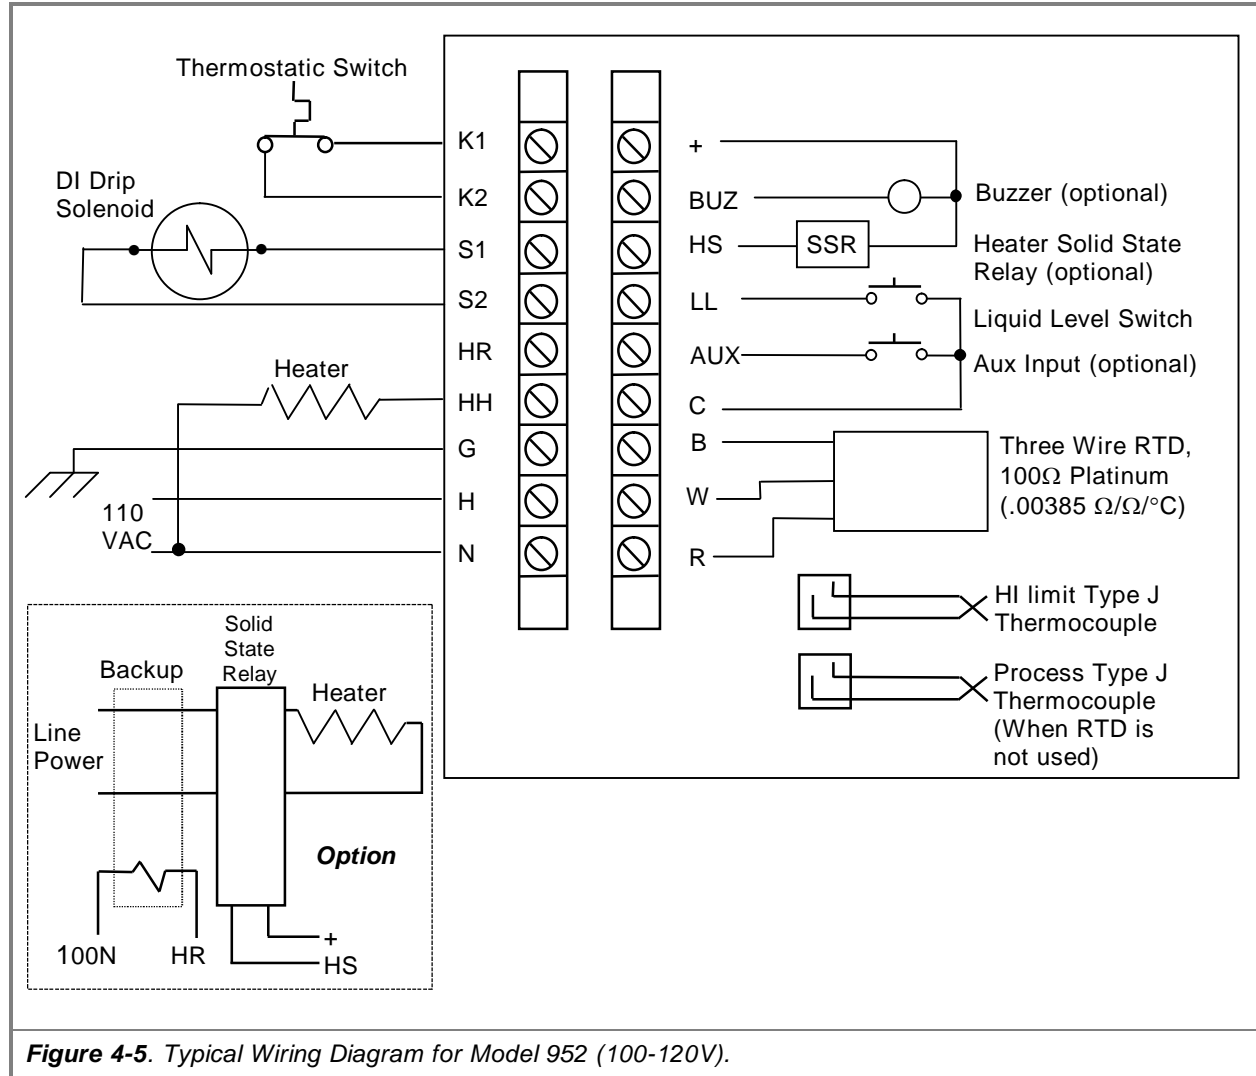 Thermostatic Switch
DI Drip
Solenoid
K1
K2
S1
S2
HR
HH
G
H
N
Heater
110
VAC
+
BUZ
HS
LL
AUX
C
B
W
R
SSR
Buzzer (optional)
Heater Solid State
Relay (optional)
Liquid Level Switch
Aux Input (optional)
Three Wire RTD,
100Ω Platinum
(.00385 Ω/Ω/°C)
HI limit Type J
Thermocouple
Process Type J
Thermocouple
(When RTD is
not used)
Solid
State
Relay
Backup
Heater
Line
Power
Option
100N
HR
+
HS
Figure 4-5. Typical Wiring Diagram for Model 952 (100-120V).